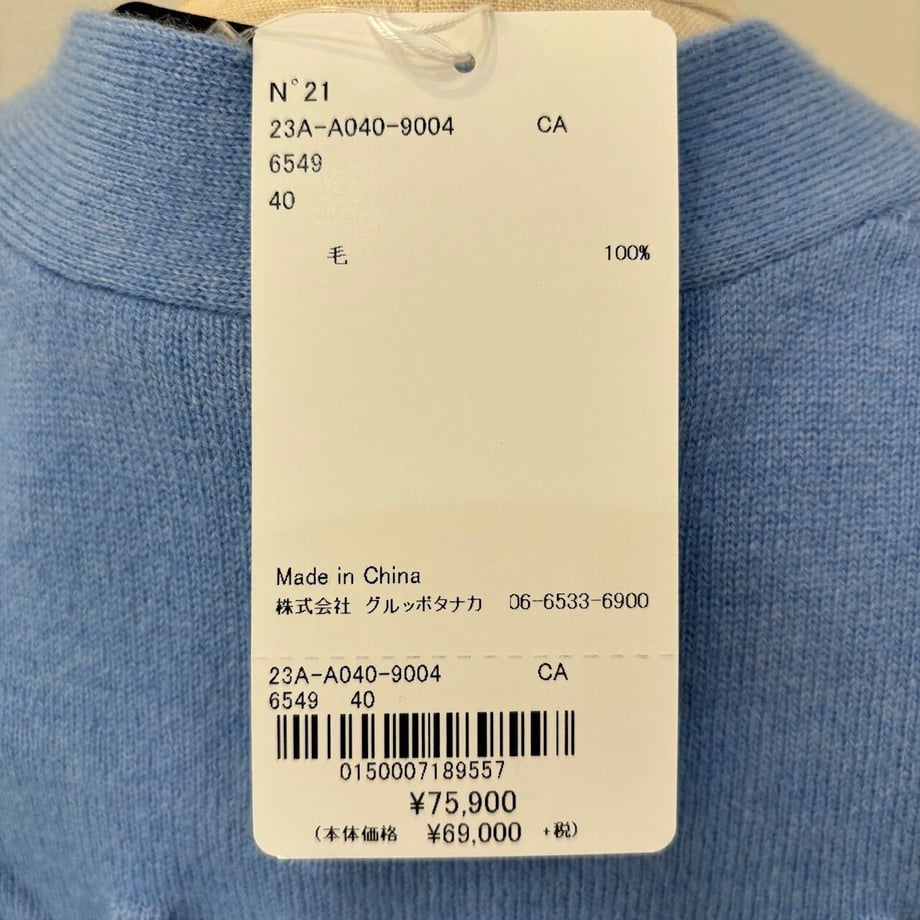 N°21
23A-A040-9004 CA
6549
40
毛 100%
Made in China
株式会社 グルッポタナカ 06-6533-6900
23A-A040-9004 CA
6549 40
0150007189557
¥75,900
(本体価格 ¥69,000 +税)